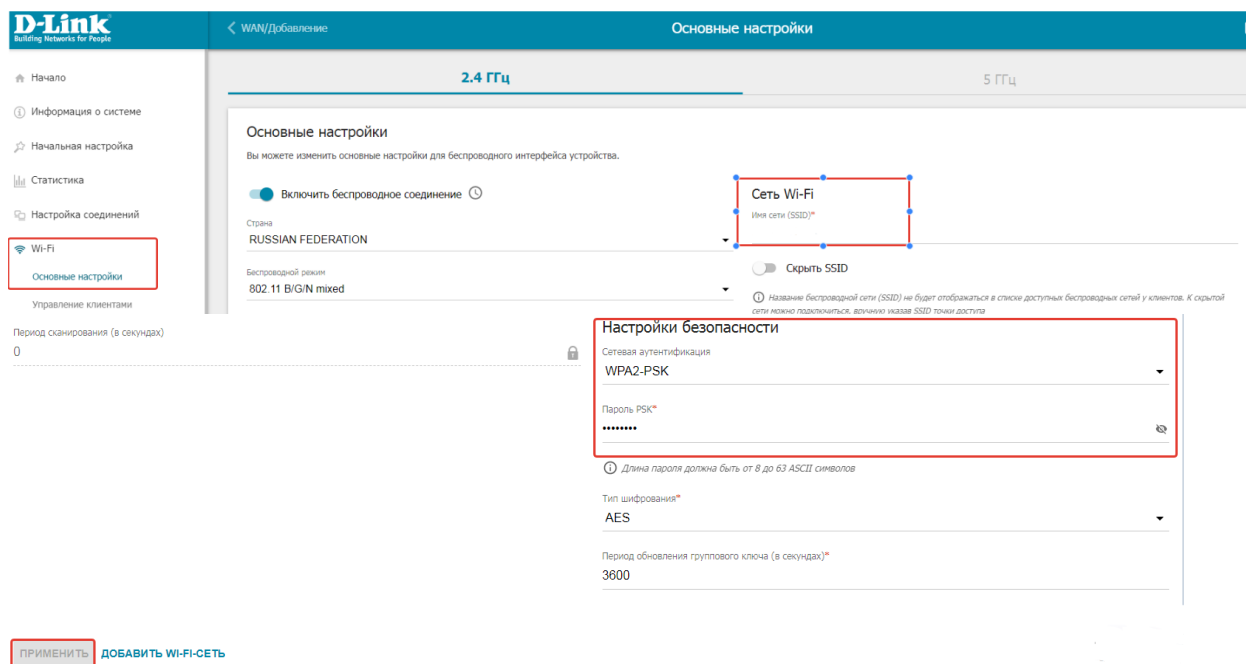 D-Link
Building Networks for People
WAN/Добавление
Основные настройки
2.4 ГГц
5 ГГц
Начало
Информация о системе
Начальная настройка
Статистика
Настройка соединений
Wi-Fi
Основные настройки
Управление клиентами
Основные настройки
Вы можете изменить основные настройки для беспроводного интерфейса устройства.
Включить беспроводное соединение
Страна
RUSSIAN FEDERATION
Беспроводной режим
802.11 B/G/N mixed
Сеть Wi-Fi
Имя сети (SSID)*
Скрыть SSID
Название беспроводной сети (SSID) не будет отображаться в списке доступных беспроводных сетей у клиентов. К скрытой
сети можно подключиться, вручную указав SSID точки доступа
Период сканирования (в секундах)
0
Настройки безопасности
Сетевая аутентификация
WPA2-PSK
Пароль PSK*
••••••••
Длина пароля должна быть от 8 до 63 ASCII символов
Тип шифрования*
AES
Период обновления группового ключа (в секундах)*
3600
ПРИМЕНИТЬ
ДОБАВИТЬ WI-FI-СЕТЬ